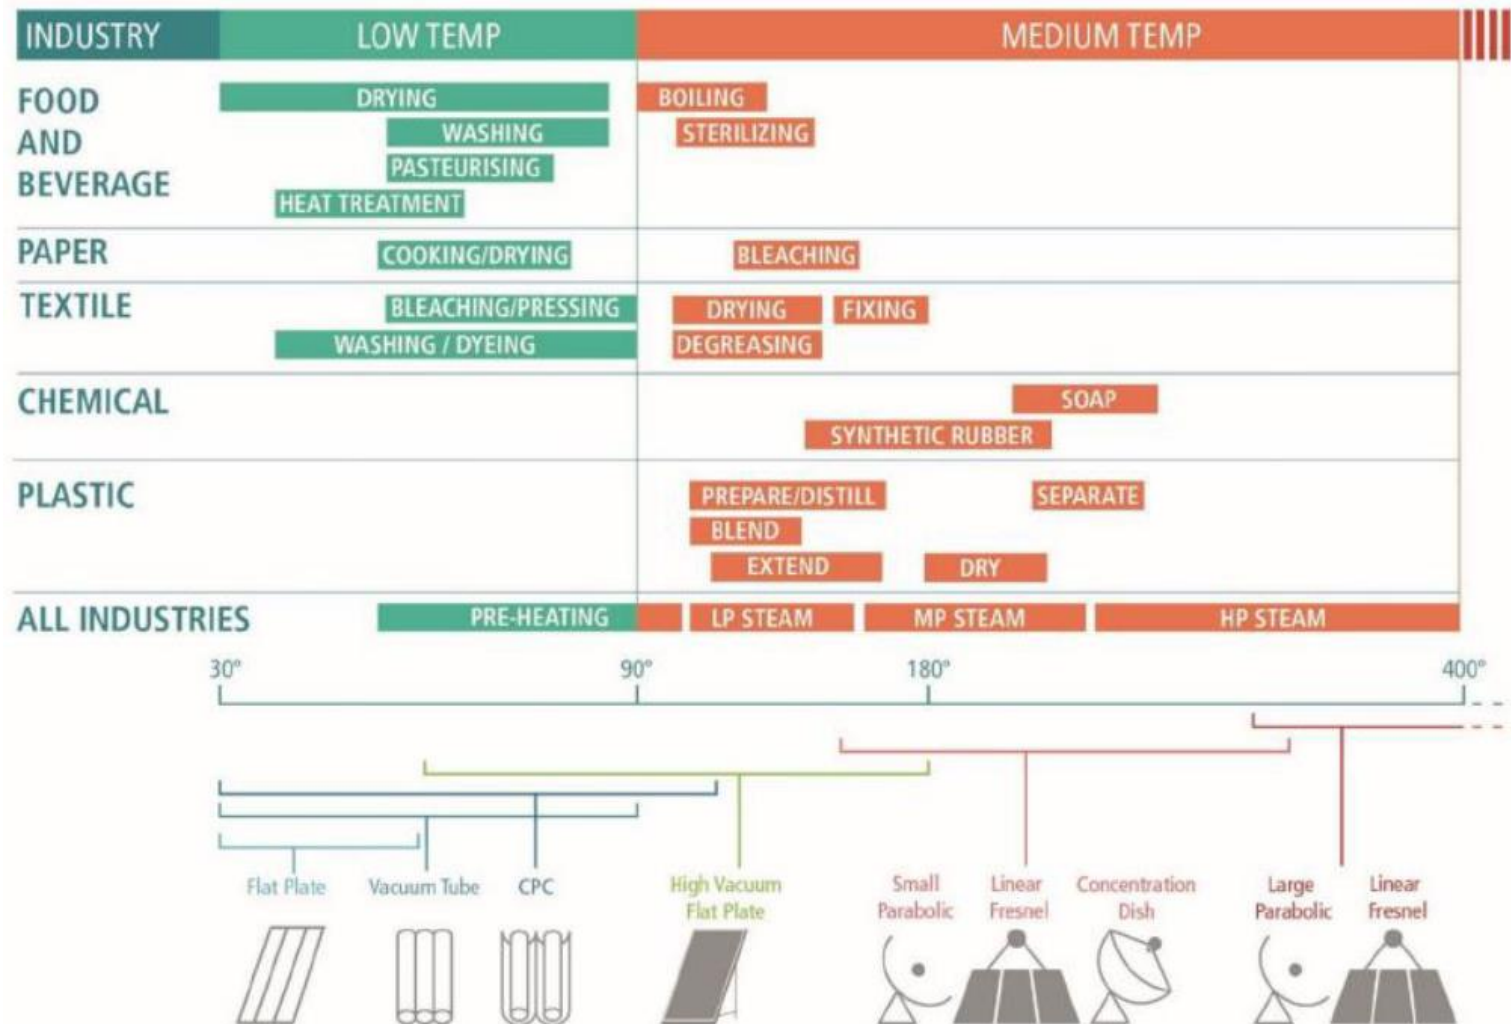 INDUSTRY LOW TEMP MEDIUM TEMP
FOOD
AND
BEVERAGE
DRYING BOILING
WASHING STERILIZING
PASTEURISING
HEAT TREATMENT
PAPER COOKING/DRYING BLEACHING
TEXTILE BLEACHING/PRESSING DRYING FIXING
WASHING / DYEING DEGREASING
CHEMICAL SOAP
SYNTHETIC RUBBER
PLASTIC PREPARE/DISTILL SEPARATE
BLEND
EXTEND DRY
ALL INDUSTRIES PRE-HEATING LP STEAM MP STEAM HP STEAM
30° 90° 180° 400°
Flat Plate
Vacuum Tube
CPC
High Vacuum
Flat Plate
Small
Parabolic
Linear
Fresnel
Concentration
Dish
Large
Parabolic
Linear
Fresnel